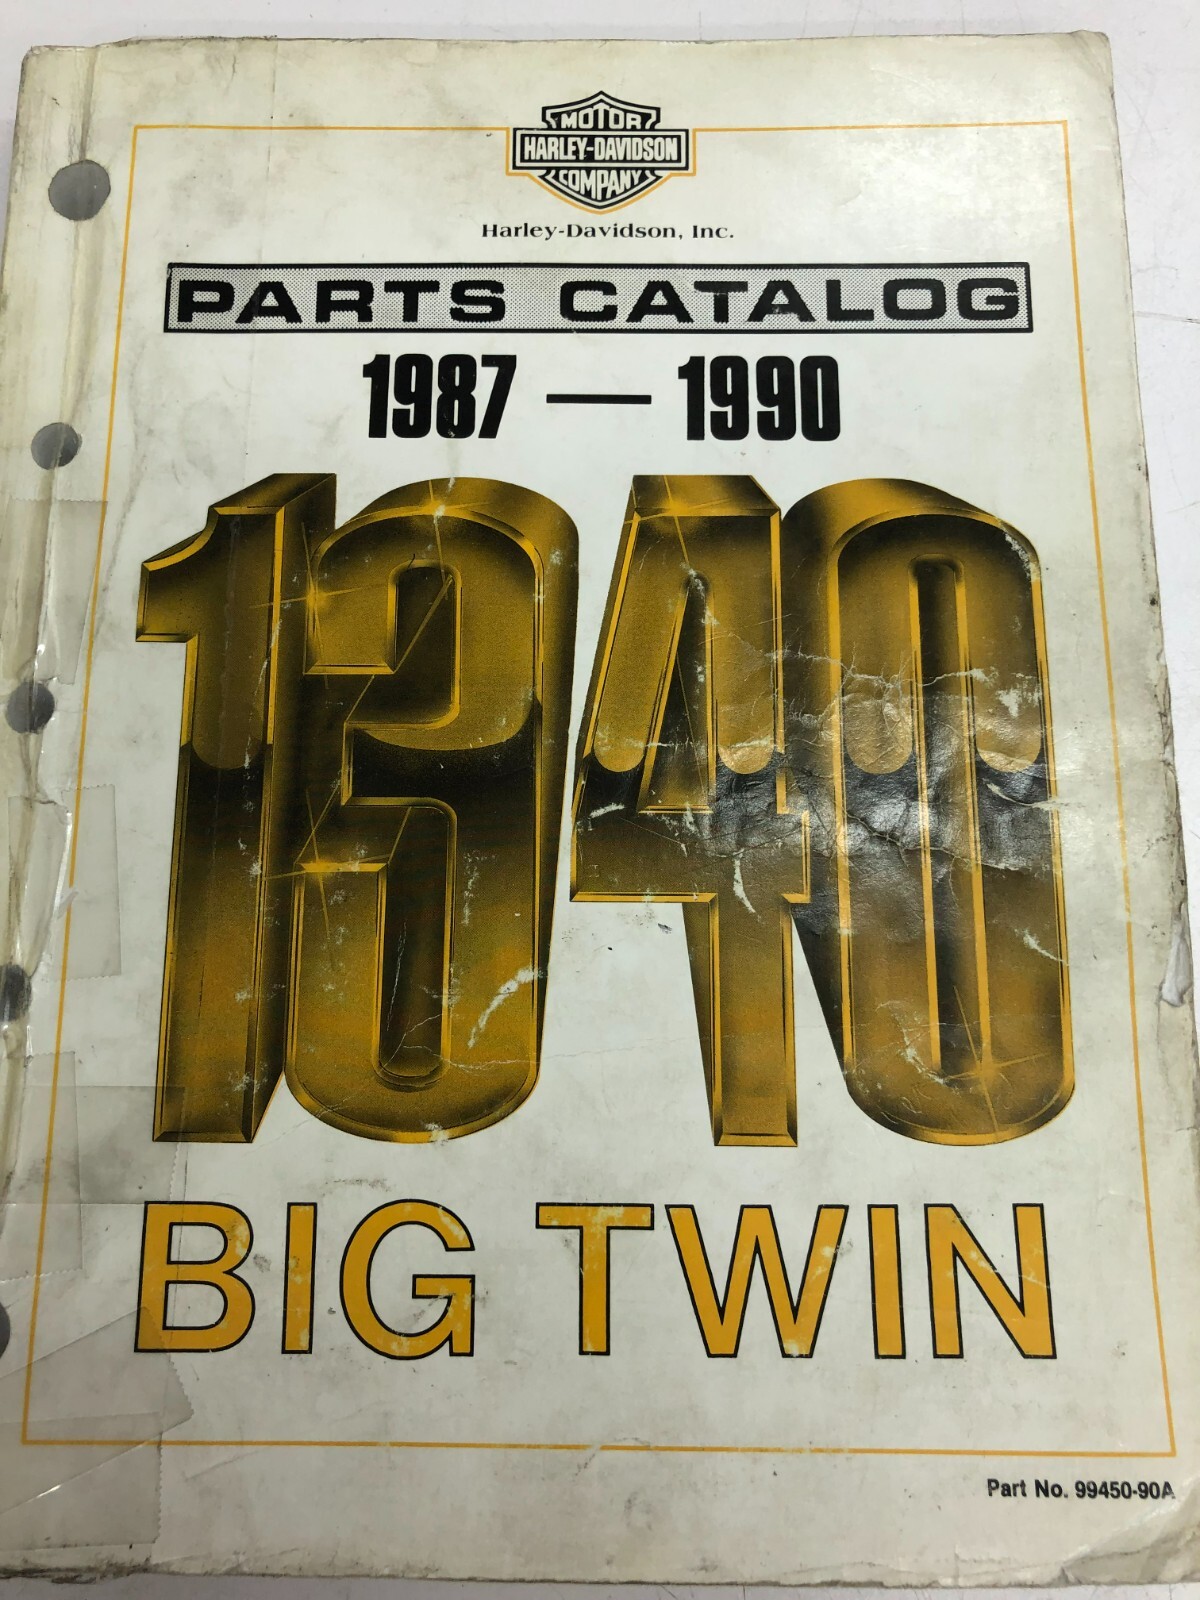 MOTOR
HARLEY-DAVIDSON
COMPANY
Harley-Davidson, Inc.
PARTS CATALOG
1987 — 1990
1340
BIG TWIN
Part No. 99450-90A